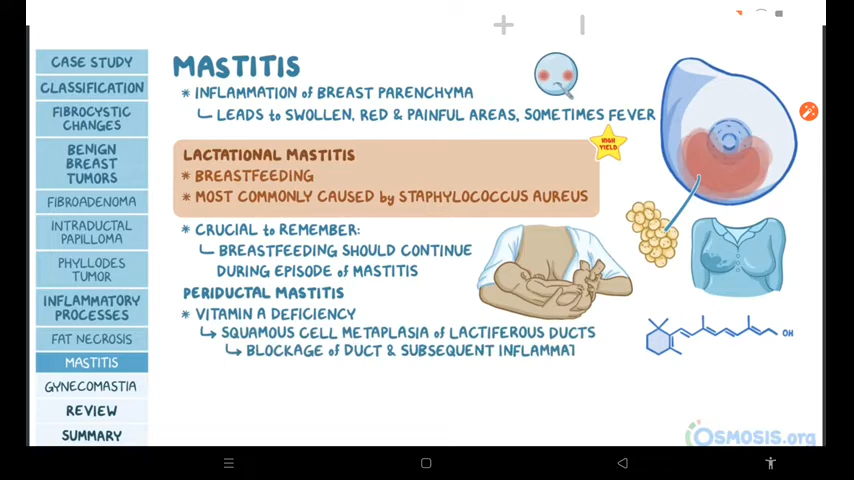 CASE STUDY
CLASSIFICATION
FIBROCYSTIC
CHANGES
BENIGN
BREAST
TUMORS
FIBROADENOMA
INTRADUCTAL
PAPILLOMA
PHYLLODES
TUMOR
INFLAMMATORY
PROCESSES
FAT NECROSIS
MASTITIS
GYNECOMASTIA
REVIEW
SUMMARY
MASTITIS
* INFLAMMATION of BREAST PARENCHYMA
LEADS to SWOLLEN, RED & PAINFUL AREAS, SOMETIMES FEVER
HIGH
YIELD
LACTATIONAL MASTITIS
* BREASTFEEDING
* MOST COMMONLY CAUSED by STAPHYLOCOCCUS AUREUS
* CRUCIAL to REMEMBER:
BREASTFEEDING SHOULD CONTINUE
DURING EPISODE of MASTITIS
PERIDUCTAL MASTITIS
* VITAMIN A DEFICIENCY
SQUAMOUS CELL METAPLASIA of LACTIFEROUS DUCTS
BLOCKAGE of DUCT & SUBSEQUENT INFLAMMAT
OH
OSMOSIS.org